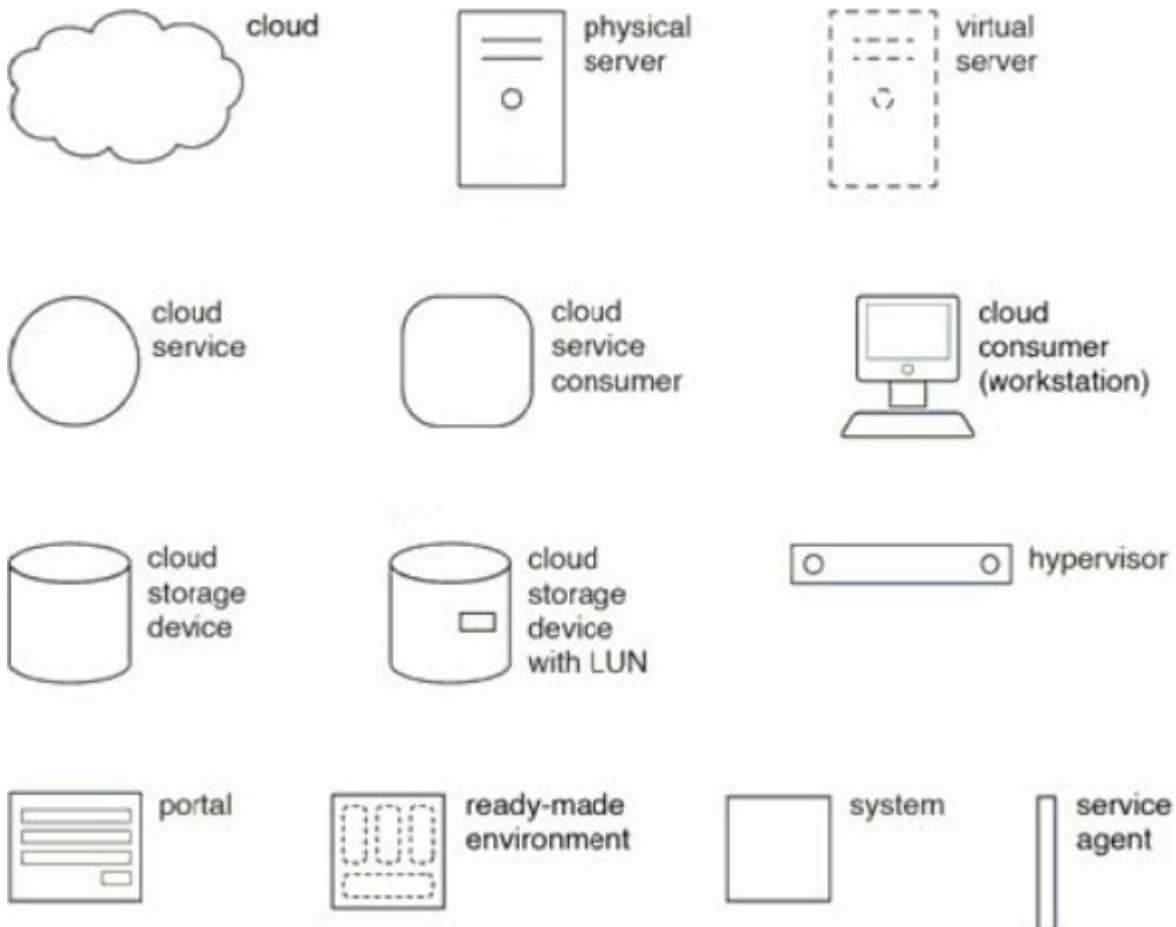 cloud
physical
server
virtual
server
cloud
service
cloud
service
consumer
cloud
consumer
(workstation)
cloud
storage
device
cloud
storage
device
with LUN
hypervisor
portal
ready-made
environment
system
service
agent